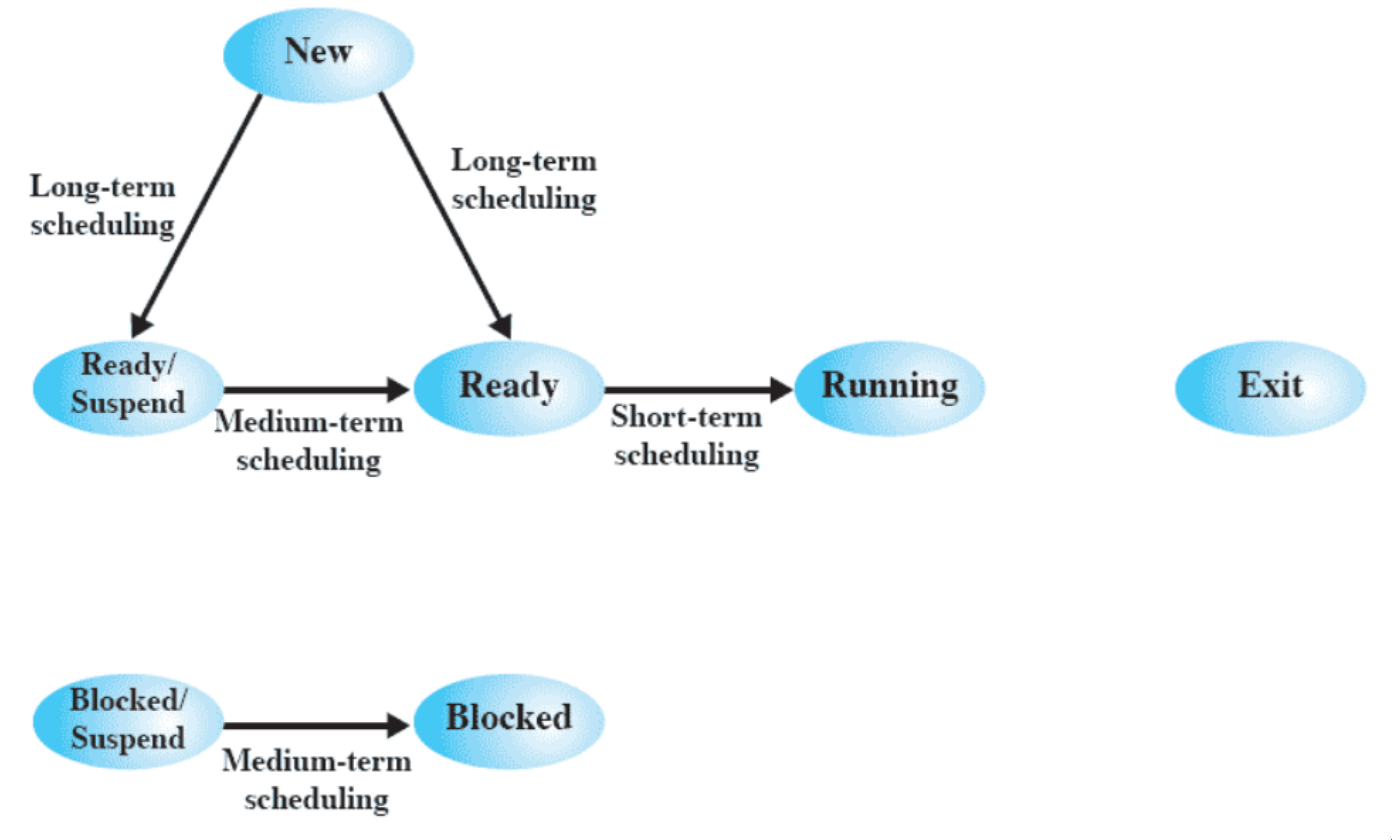 New
Long-term
scheduling
Long-term
scheduling
Ready/
Suspend
Medium-term
scheduling
Ready
Short-term
scheduling
Running
Exit
Blocked/
Suspend
Medium-term
scheduling
Blocked